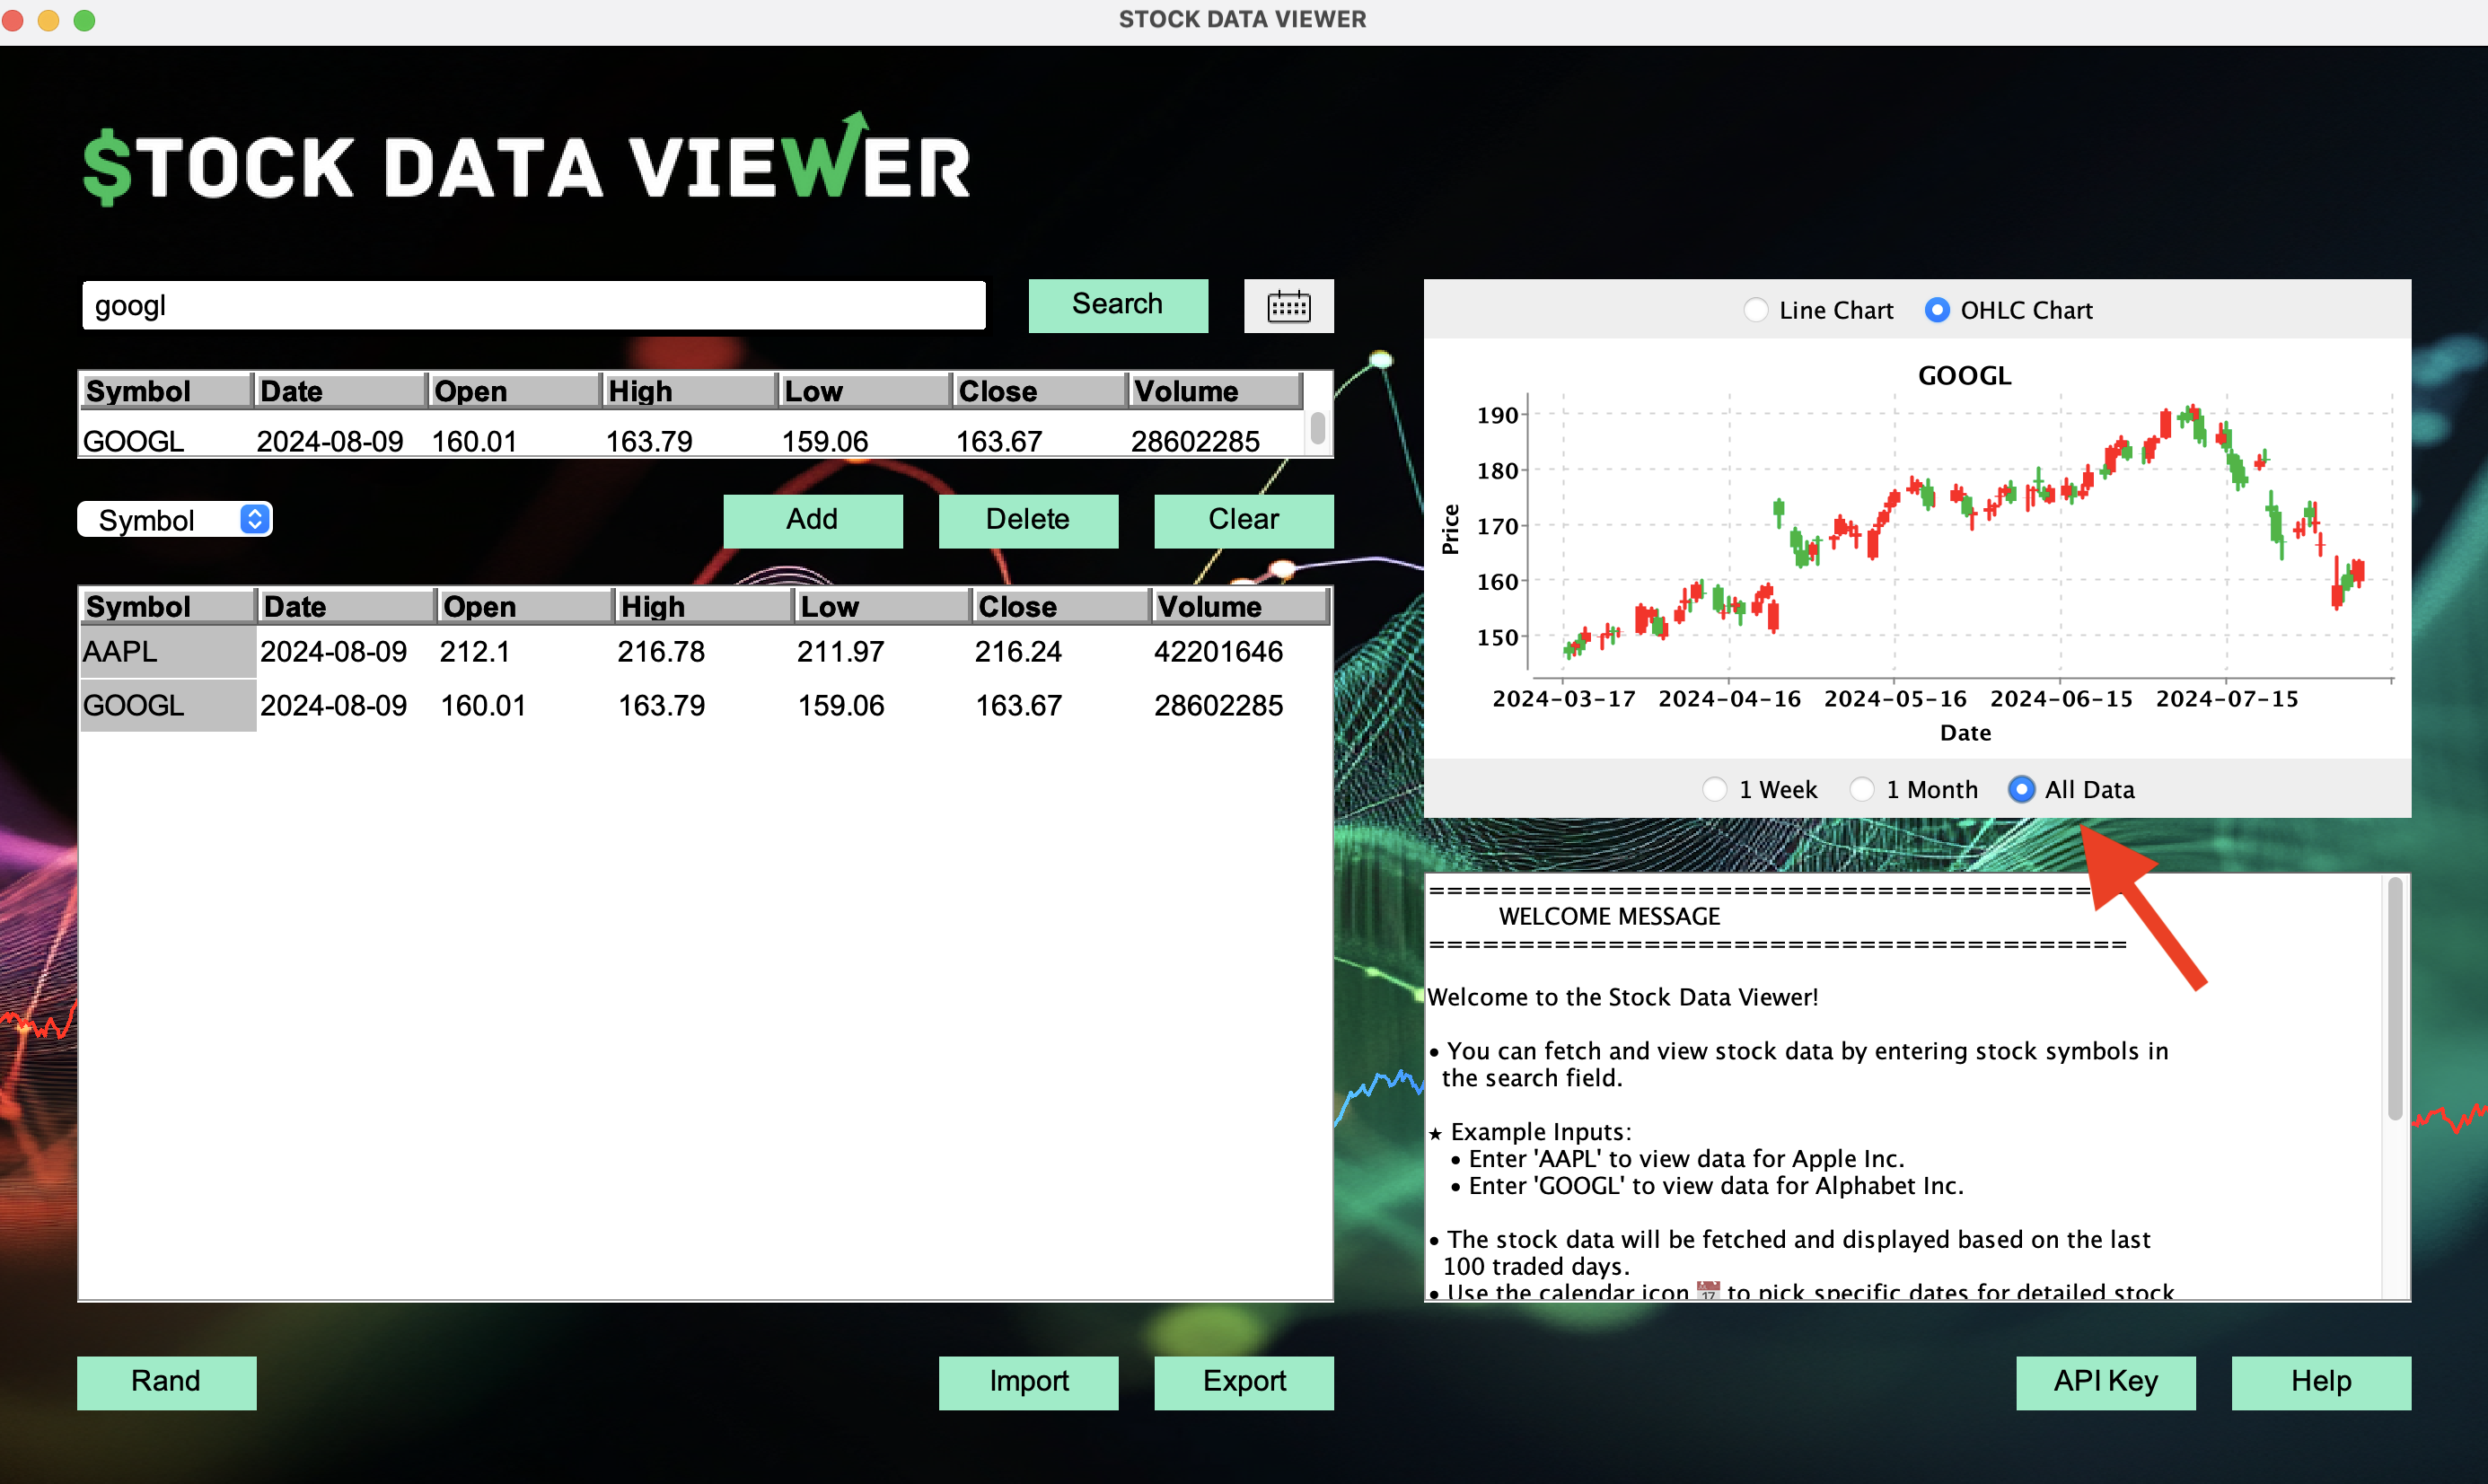 STOCK DATA VIEWER
$TOCK DATA VIEWER
googl
Search
Symbol Date Open High Low Close Volume
GOOGL 2024-08-09 160.01 163.79 159.06 163.67 28602285
Symbol
Add
Delete
Clear
Symbol Date Open High Low Close Volume
AAPL 2024-08-09 212.1 216.78 211.97 216.24 42201646
GOOGL 2024-08-09 160.01 163.79 159.06 163.67 28602285
Rand
Import
Export
Line Chart OHLC Chart
GOOGL
Price
190
180
170
160
150
2024-03-17 2024-04-16 2024-05-16 2024-06-15 2024-07-15
Date
1 Week 1 Month All Data
WELCOME MESSAGE
Welcome to the Stock Data Viewer!
• You can fetch and view stock data by entering stock symbols in
the search field.
★ Example Inputs:
• Enter 'AAPL' to view data for Apple Inc.
• Enter 'GOOGL' to view data for Alphabet Inc.
• The stock data will be fetched and displayed based on the last
100 traded days.
• Use the calendar icon 📅 to pick specific dates for detailed stock
API Key
Help